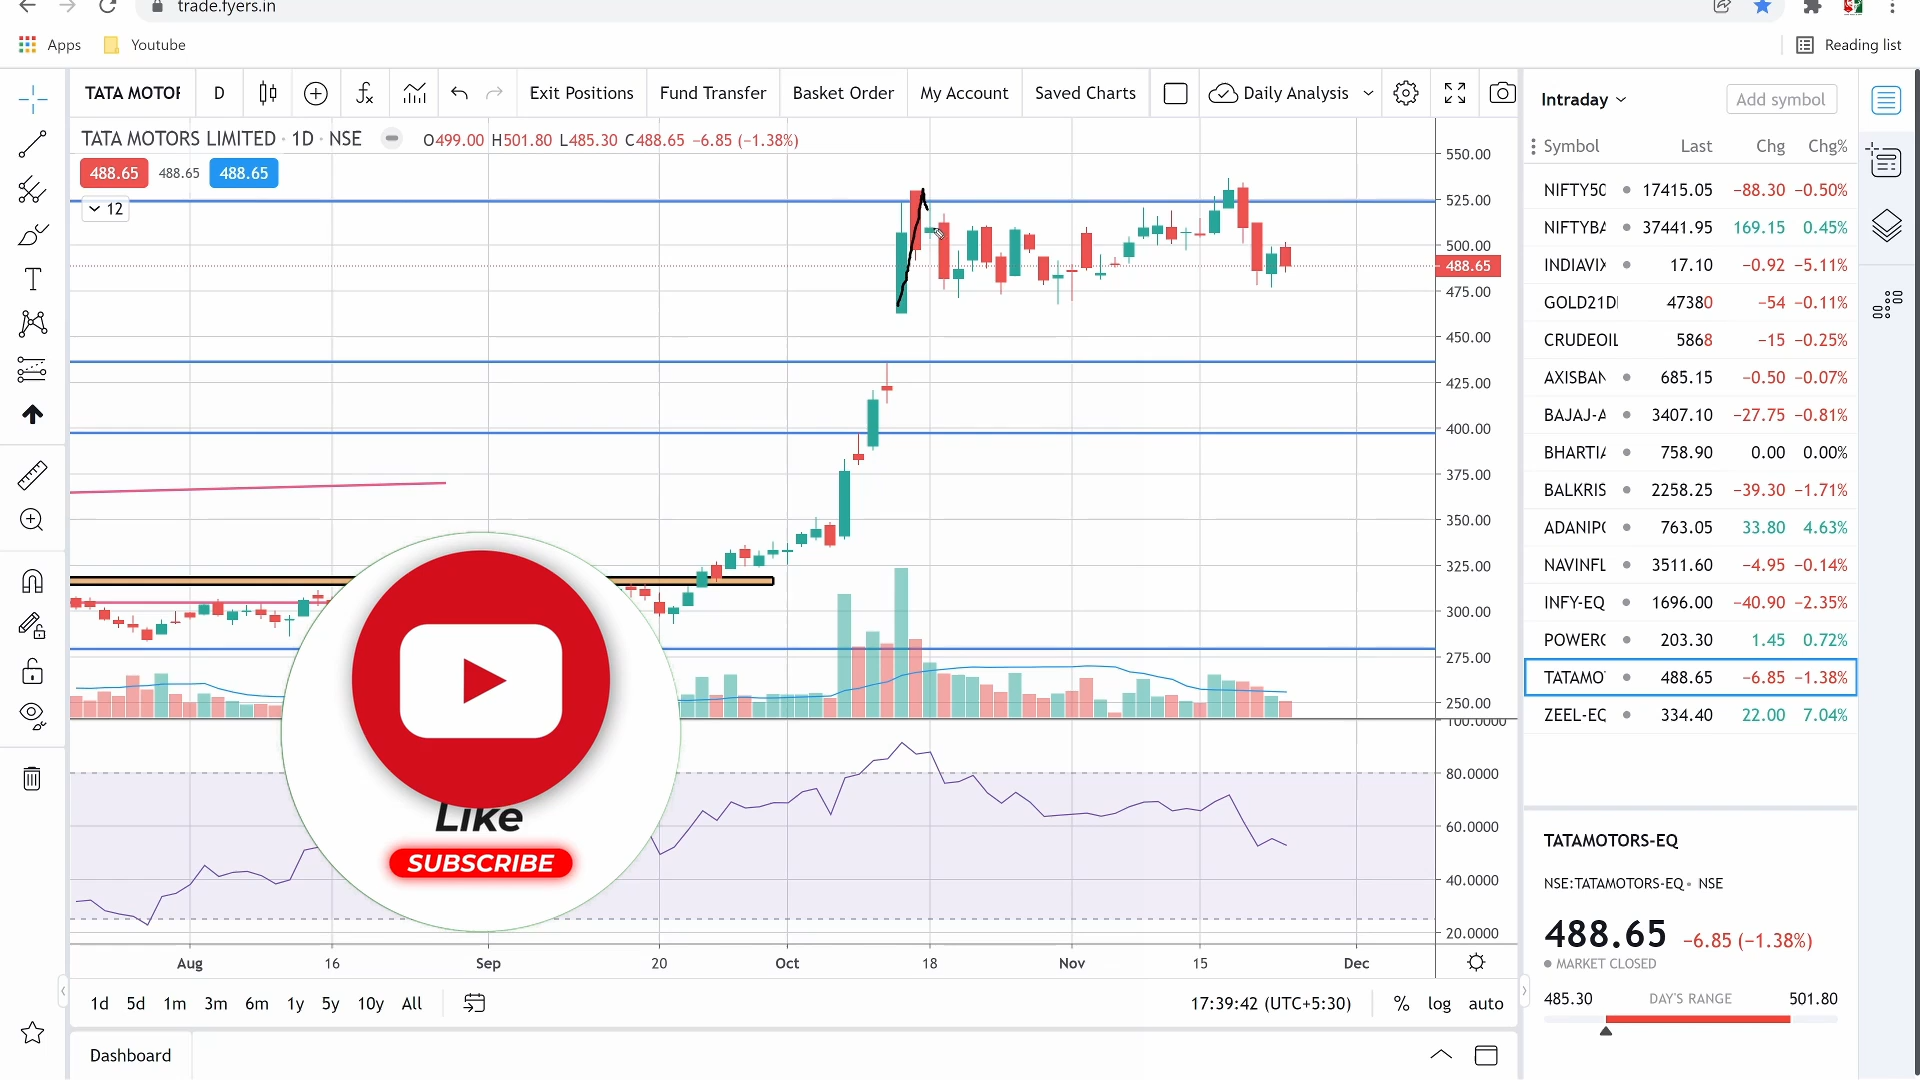 trade.fyers.in
Apps
Youtube
Reading list
TATA MOTOR
D
Exit Positions
Fund Transfer
Basket Order
My Account
Saved Charts
Daily Analysis
TATA MOTORS LIMITED · 1D · NSE
O499.00 H501.80 L485.30 C488.65 −6.85 (−1.38%)
488.65
488.65
488.65
12
550.00
525.00
500.00
488.65
475.00
450.00
425.00
400.00
375.00
350.00
325.00
300.00
275.00
250.00
100.0000
80.0000
60.0000
40.0000
20.0000
Like
SUBSCRIBE
Aug 16 Sep 20 Oct 18 Nov 15 Dec
1d 5d 1m 3m 6m 1y 5y 10y All
17:39:42 (UTC+5:30)
% log auto
Dashboard
Intraday
Add symbol
Symbol Last Chg Chg%
NIFTY50 17415.05 −88.30 −0.50%
NIFTYBA 37441.95 169.15 0.45%
INDIAVIX 17.10 −0.92 −5.11%
GOLD21DI 47380 −54 −0.11%
CRUDEOIL 5868 −15 −0.25%
AXISBAN 685.15 −0.50 −0.07%
BAJAJ-A 3407.10 −27.75 −0.81%
BHARTIA 758.90 0.00 0.00%
BALKRIS 2258.25 −39.30 −1.71%
ADANIPO 763.05 33.80 4.63%
NAVINFL 3511.60 −4.95 −0.14%
INFY-EQ 1696.00 −40.90 −2.35%
POWERG 203.30 1.45 0.72%
TATAMO 488.65 −6.85 −1.38%
ZEEL-EQ 334.40 22.00 7.04%
TATAMOTORS-EQ
NSE:TATAMOTORS-EQ • NSE
488.65 −6.85 (−1.38%)
MARKET CLOSED
485.30 DAY'S RANGE 501.80